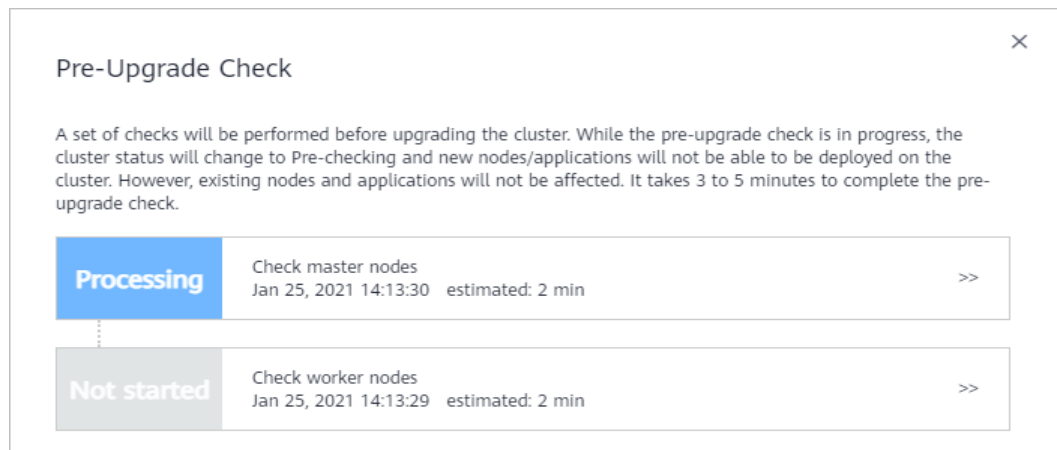 Pre-Upgrade Check
A set of checks will be performed before upgrading the cluster. While the pre-upgrade check is in progress, the
cluster status will change to Pre-checking and new nodes/applications will not be able to be deployed on the
cluster. However, existing nodes and applications will not be affected. It takes 3 to 5 minutes to complete the pre-
upgrade check.
Processing
Check master nodes
Jan 25, 2021 14:13:30 estimated: 2 min
>>
Not started
Check worker nodes
Jan 25, 2021 14:13:29 estimated: 2 min
>>